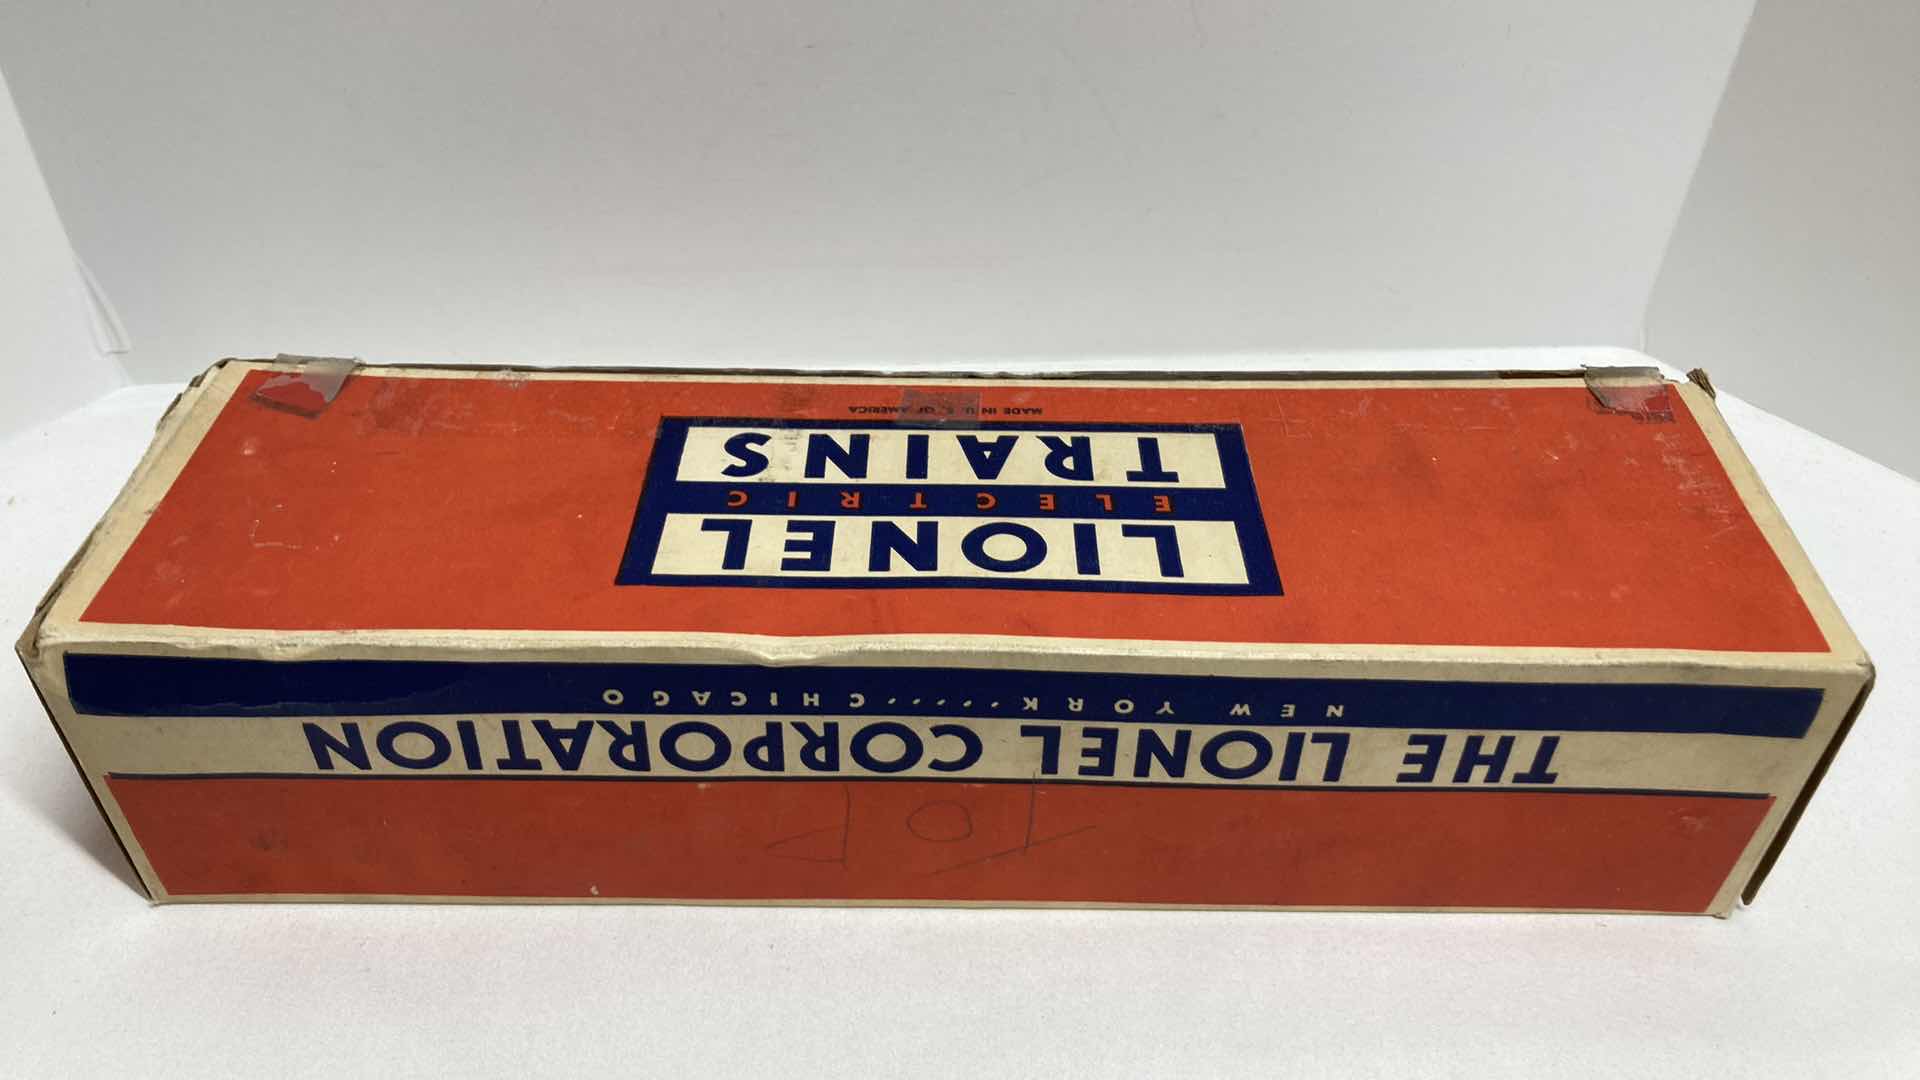 LIONEL
ELECTRIC
TRAINS
MADE IN U. S. OF AMERICA
TOP
THE LIONEL CORPORATION
NEW YORK......CHICAGO